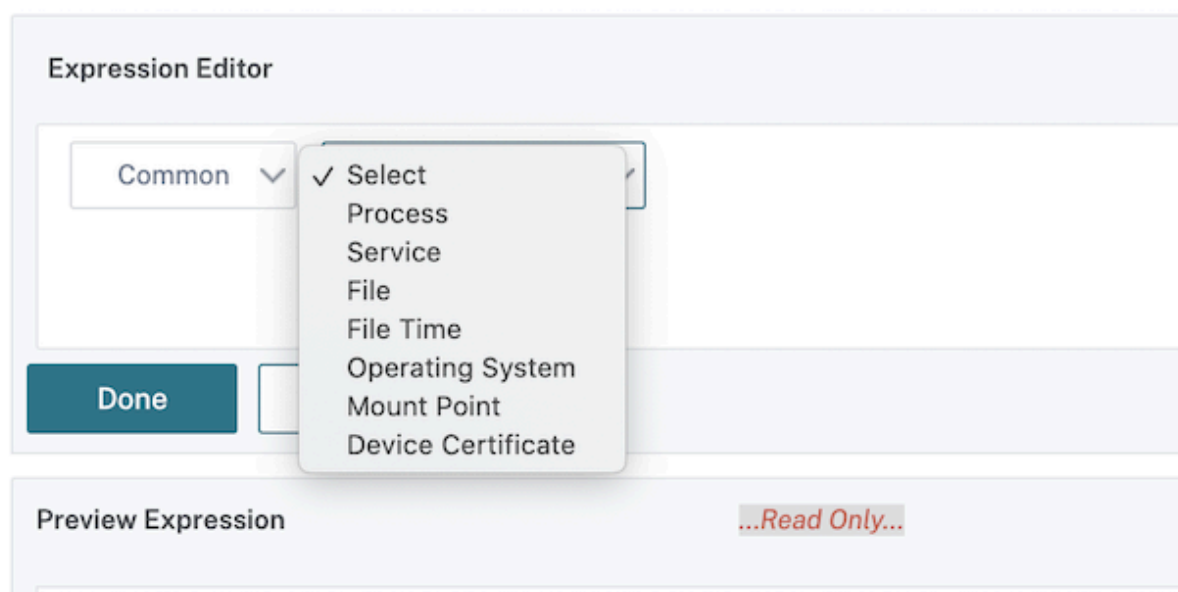 Expression Editor
Common
✓ Select
Process
Service
File
File Time
Operating System
Mount Point
Device Certificate
Done
Preview Expression
...Read Only...